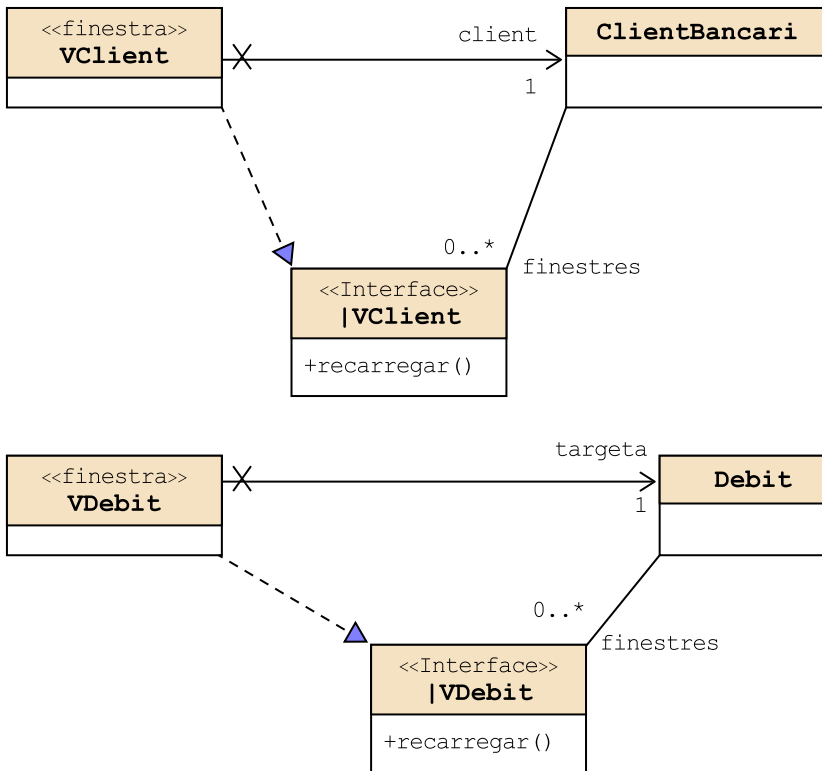 <<finestra>>
VClient
client
1
ClientBancari
0..*
finestres
<<Interface>>
|VClient
+recarregar()
<<finestra>>
VDebit
targeta
1
Debit
0..*
finestres
<<Interface>>
|VDebit
+recarregar()